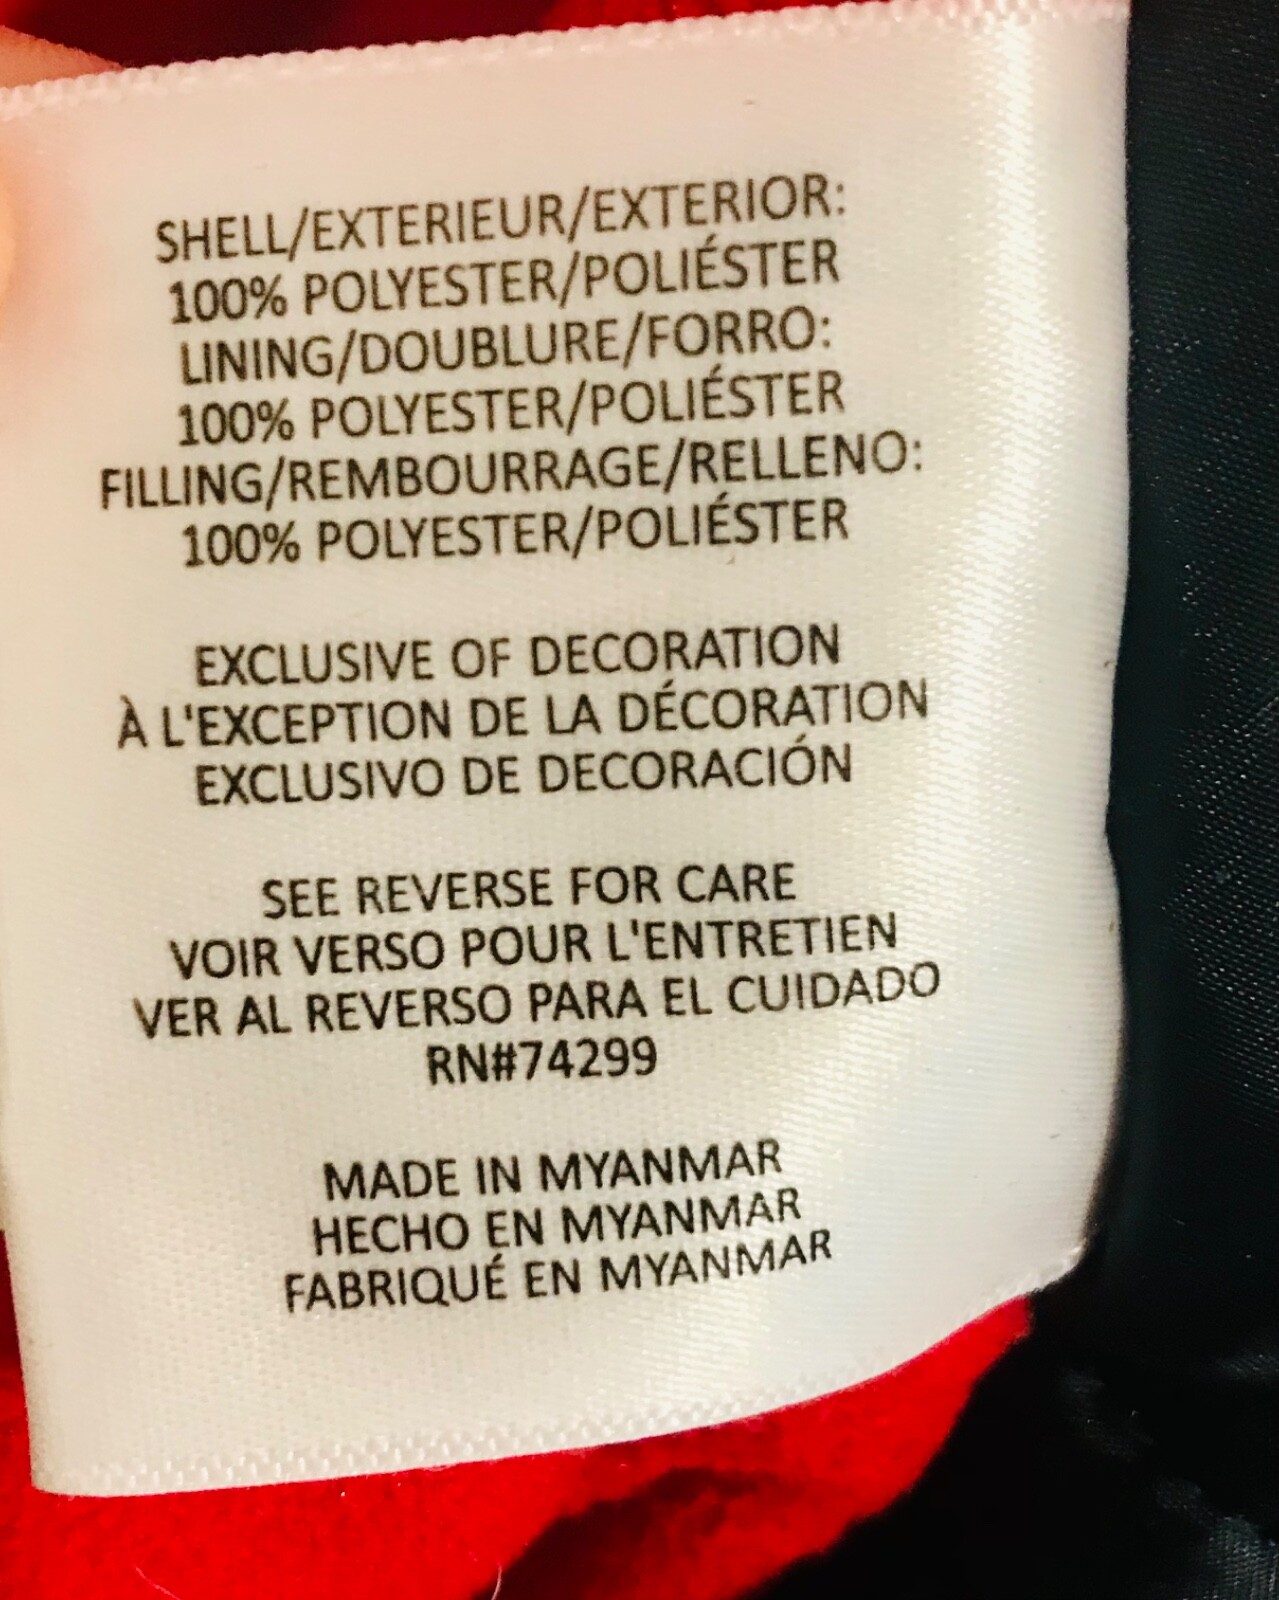 SHELL/EXTERIEUR/EXTERIOR:
100% POLYESTER/POLIÉSTER
LINING/DOUBLURE/FORRO:
100% POLYESTER/POLIÉSTER
FILLING/REMBOURRAGE/RELLENO:
100% POLYESTER/POLIÉSTER
EXCLUSIVE OF DECORATION
À L'EXCEPTION DE LA DÉCORATION
EXCLUSIVO DE DECORACIÓN
SEE REVERSE FOR CARE
VOIR VERSO POUR L'ENTRETIEN
VER AL REVERSO PARA EL CUIDADO
RN#74299
MADE IN MYANMAR
HECHO EN MYANMAR
FABRIQUÉ EN MYANMAR